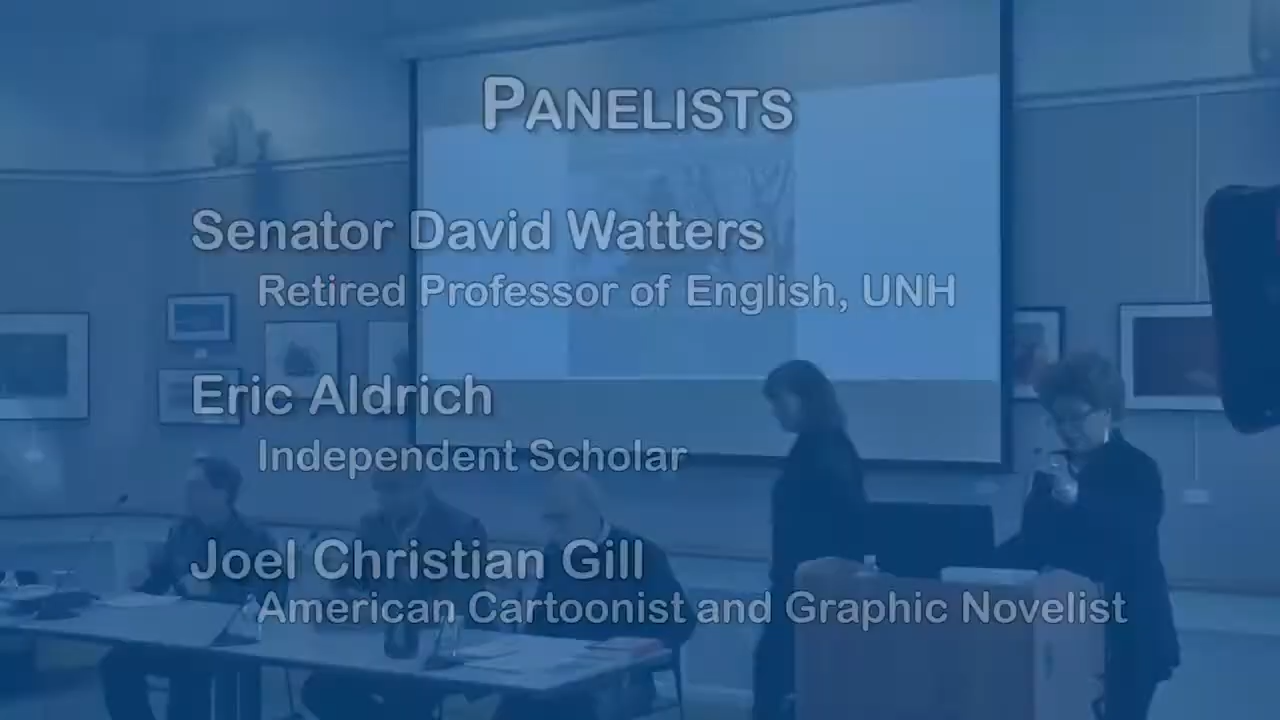 PANELISTS
Senator David Watters
Retired Professor of English, UNH
Eric Aldrich
Independent Scholar
Joel Christian Gill
American Cartoonist and Graphic Novelist